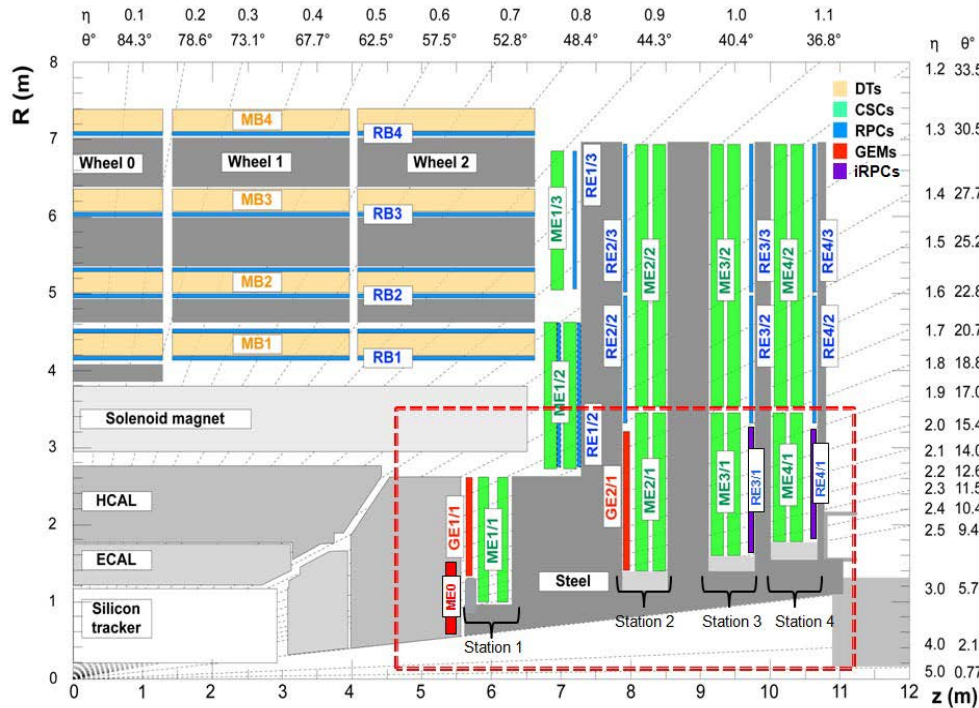 η 0.1 0.2 0.3 0.4 0.5 0.6 0.7 0.8 0.9 1.0 1.1
θ° 84.3° 78.6° 73.1° 67.7° 62.5° 57.5° 52.8° 48.4° 44.3° 40.4° 36.8° η θ°
R (m)
8
7
6
5
4
3
2
1
0
1.2 33.5
1.3 30.5
1.4 27.7
1.5 25.2
1.6 22.8
1.7 20.7
1.8 18.8
1.9 17.0
2.0 15.4
2.1 14.0
2.2 12.6
2.3 11.5
2.4 10.4
2.5 9.4
3.0 5.7
4.0 2.1
5.0 0.77
DTs
CSCs
RPCs
GEMs
iRPCs
MB4
RB4
Wheel 0
Wheel 1
Wheel 2
MB3
RB3
MB2
RB2
MB1
RB1
Solenoid magnet
HCAL
ECAL
Silicon
tracker
Steel
ME1/3
RE1/3
RE2/3
ME2/2
ME3/2
RE3/3
ME4/2
RE4/3
ME1/2
RE1/2
RE2/2
RE3/2
RE4/2
GE1/1
ME1/1
ME0
GE2/1
ME2/1
ME3/1
RE3/1
ME4/1
RE4/1
Station 1
Station 2
Station 3
Station 4
0 1 2 3 4 5 6 7 8 9 10 11 12
z (m)